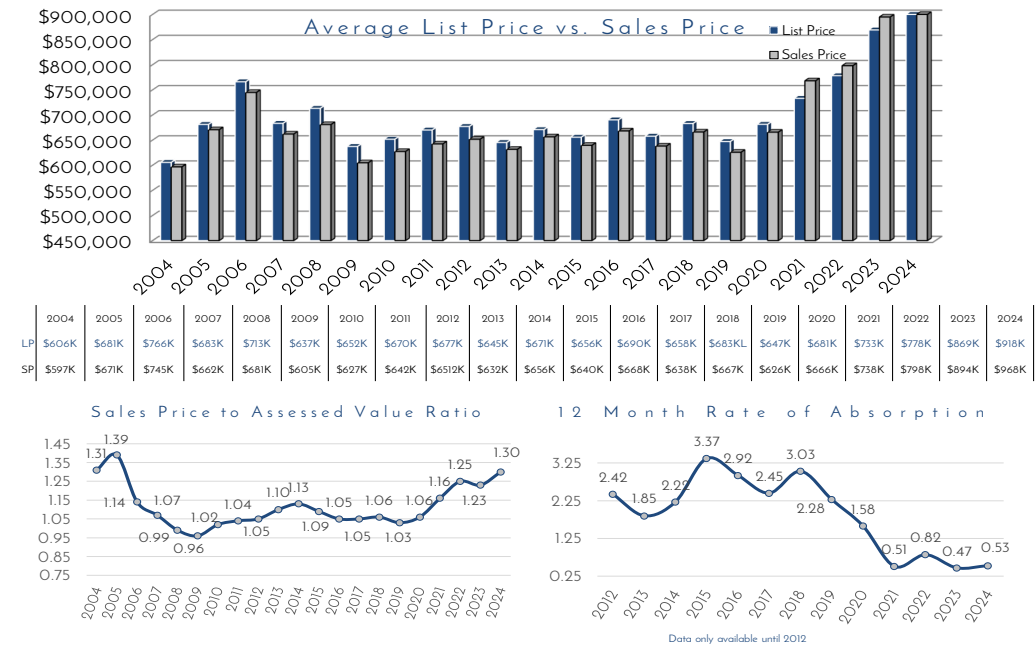 Average List Price vs. Sales Price
List Price
Sales Price
$900,000
$850,000
$800,000
$750,000
$700,000
$650,000
$600,000
$550,000
$500,000
$450,000
2004 2005 2006 2007 2008 2009 2010 2011 2012 2013 2014 2015 2016 2017 2018 2019 2020 2021 2022 2023 2024
2004 2005 2006 2007 2008 2009 2010 2011 2012 2013 2014 2015 2016 2017 2018 2019 2020 2021 2022 2023 2024
LP $606K $681K $766K $683K $713K $637K $652K $670K $677K $645K $671K $656K $690K $658K $683KL $647K $681K $733K $778K $869K $918K
SP $597K $671K $745K $662K $681K $605K $627K $642K $6512K $632K $656K $640K $668K $638K $667K $626K $666K $738K $798K $894K $968K
Sales Price to Assessed Value Ratio
1.45
1.35
1.25
1.15
1.05
0.95
0.85
0.75
1.31 1.39 1.14 1.07 0.99 0.96 1.02 1.04 1.05 1.10 1.13 1.09 1.05 1.05 1.06 1.03 1.06 1.16 1.25 1.23 1.30
2004 2005 2006 2007 2008 2009 2010 2011 2012 2013 2014 2015 2016 2017 2018 2019 2020 2021 2022 2023 2024
12 Month Rate of Absorption
3.25
2.25
1.25
0.25
2.42 1.85 2.22 3.37 2.92 2.45 3.03 2.28 1.58 0.51 0.82 0.47 0.53
2012 2013 2014 2015 2016 2017 2018 2019 2020 2021 2022 2023 2024
Data only available until 2012